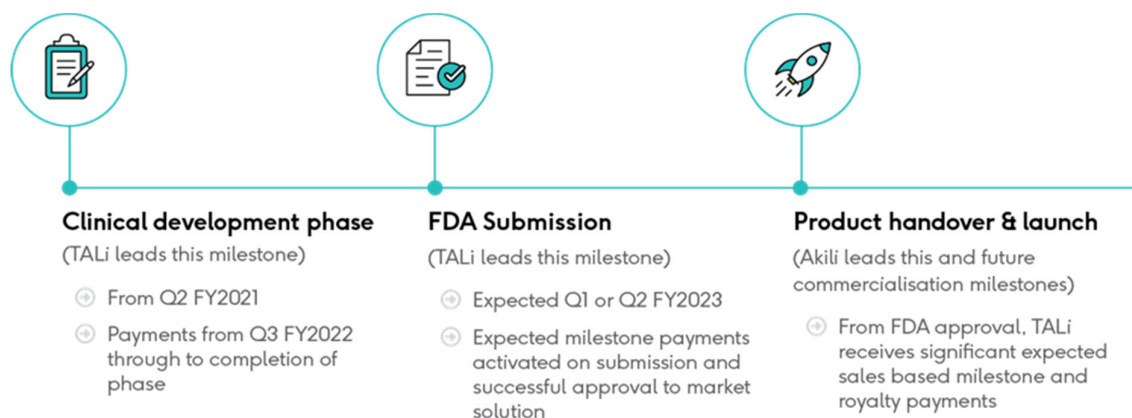 Clinical development phase
(TALi leads this milestone)
From Q2 FY2021
Payments from Q3 FY2022
through to completion of
phase
FDA Submission
(TALi leads this milestone)
Expected Q1 or Q2 FY2023
Expected milestone payments
activated on submission and
successful approval to market
solution
Product handover & launch
(Akili leads this and future
commercialisation milestones)
From FDA approval, TALi
receives significant expected
sales based milestone and
royalty payments